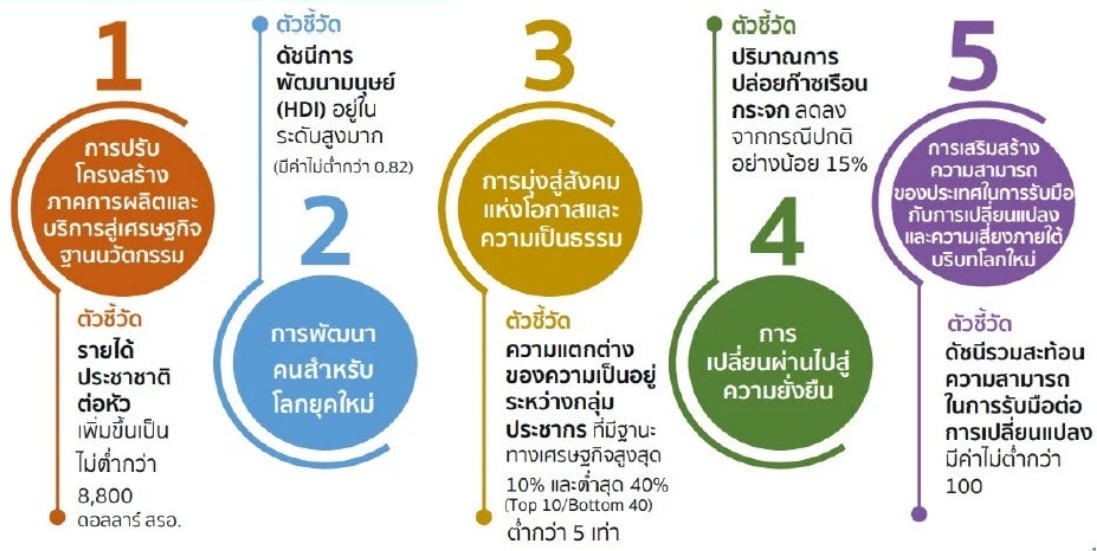 1
การปรับ
โครงสร้าง
ภาคการผลิตและ
บริการสู่เศรษฐกิจ
ฐานนวัตกรรม
ตัวชี้วัด
รายได้
ประชาชาติ
ต่อหัว
เพิ่มขึ้นเป็น
ไม่ต่ำกว่า
8,800
ดอลลาร์ สรอ.
ตัวชี้วัด
ดัชนีการ
พัฒนามนุษย์
(HDI) อยู่ใน
ระดับสูงมาก
(มีค่าไม่ต่ำกว่า 0.82)
2
การพัฒนา
คนสำหรับ
โลกยุคใหม่
3
การมุ่งสู่สังคม
แห่งโอกาสและ
ความเป็นธรรม
ตัวชี้วัด
ความแตกต่าง
ของความเป็นอยู่
ระหว่างกลุ่ม
ประชากร ที่มีฐานะ
ทางเศรษฐกิจสูงสุด
10% และต่ำสุด 40%
(Top 10/Bottom 40)
ต่ำกว่า 5 เท่า
ตัวชี้วัด
ปริมาณการ
ปล่อยก๊าซเรือน
กระจก ลดลง
จากกรณีปกติ
อย่างน้อย 15%
4
การ
เปลี่ยนผ่านไปสู่
ความยั่งยืน
5
การเสริมสร้าง
ความสามารถ
ของประเทศในการรับมือ
กับการเปลี่ยนแปลง
และความเสี่ยงภายใต้
บริบทโลกใหม่
ตัวชี้วัด
ดัชนีรวมสะท้อน
ความสามารถ
ในการรับมือต่อ
การเปลี่ยนแปลง
มีค่าไม่ต่ำกว่า
100